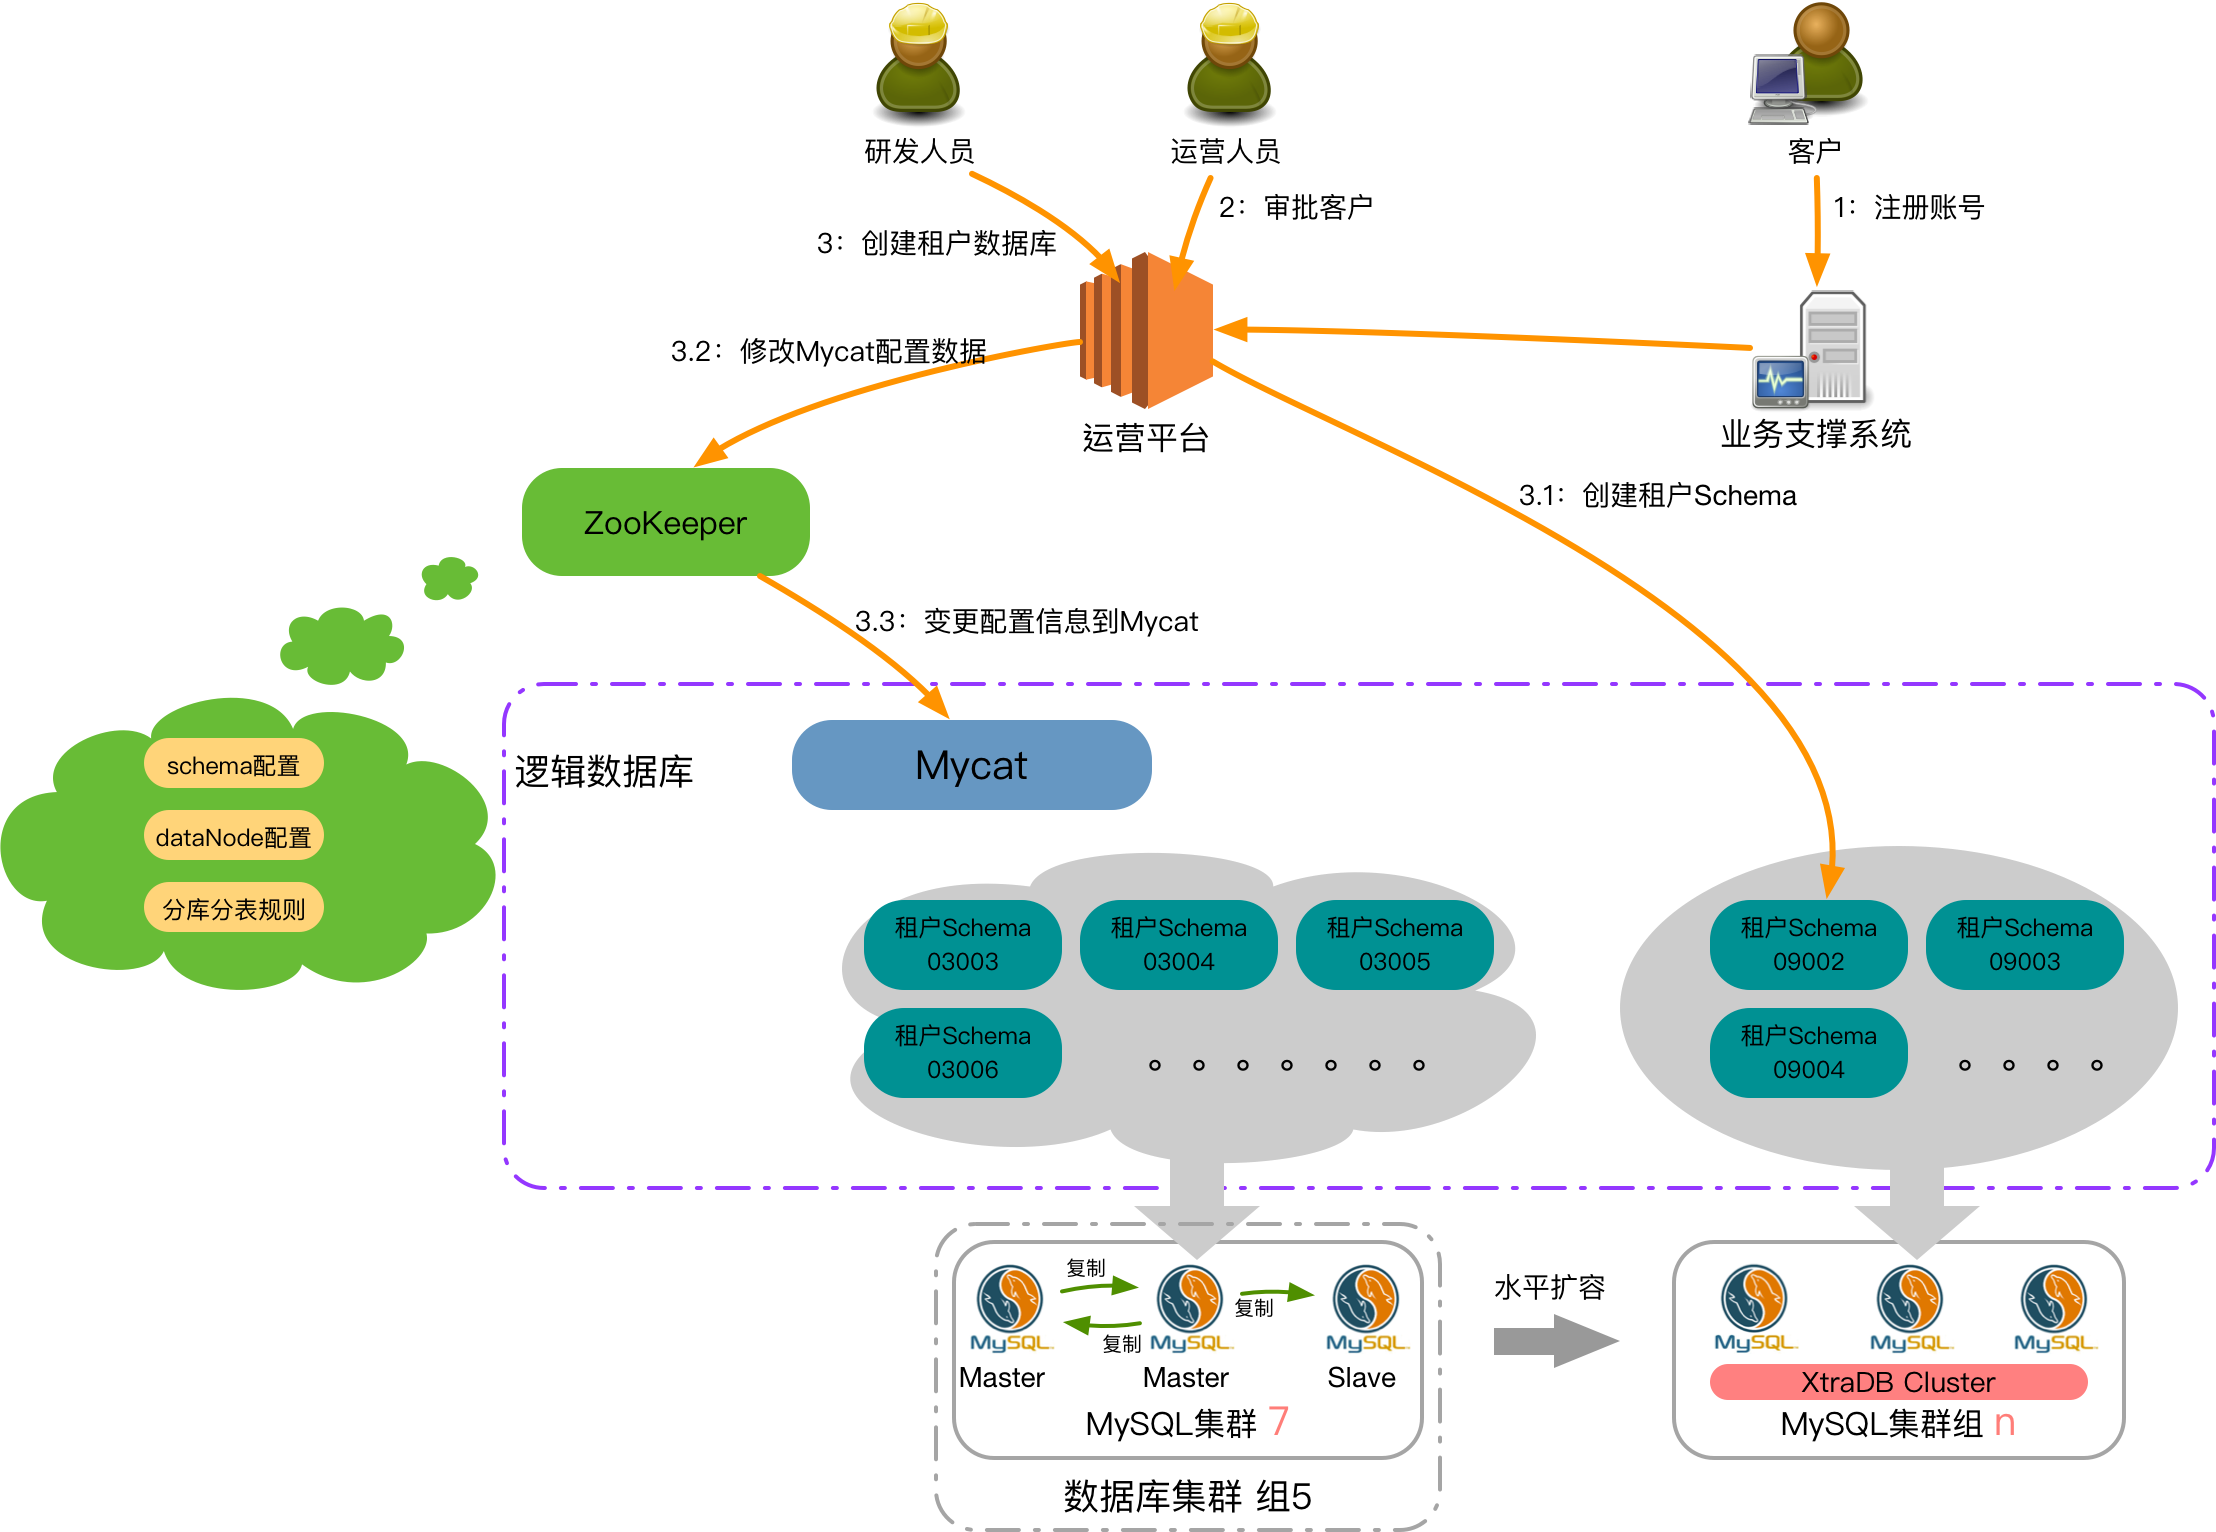 研发人员
运营人员
客户
2：审批客户
1：注册账号
3：创建租户数据库
3.2：修改Mycat配置数据
运营平台
业务支撑系统
3.1：创建租户Schema
ZooKeeper
3.3：变更配置信息到Mycat
逻辑数据库
Mycat
schema配置
dataNode配置
分库分表规则
租户Schema
03003
租户Schema
03004
租户Schema
03005
租户Schema
09002
租户Schema
09003
租户Schema
03006
租户Schema
09004
复制
复制
复制
MySQL
MySQL
MySQL
Master
Master
Slave
MySQL集群 7
数据库集群 组5
水平扩容
MySQL
MySQL
MySQL
XtraDB Cluster
MySQL集群组 n